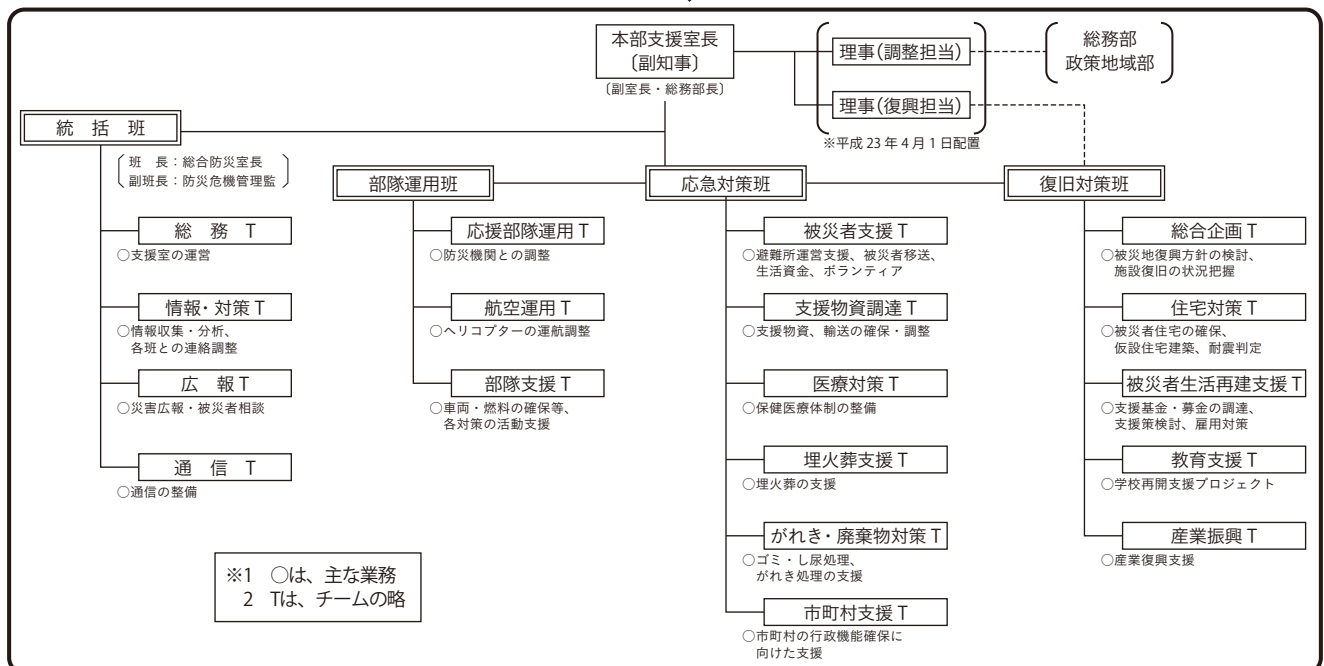 本部支援室長
〔副知事〕
〔副室長・総務部長〕
理事(調整担当)
理事(復興担当)
※平成23年4月1日配置
総務部
政策地域部
統括班
班　長：総合防災室長
副班長：防災危機管理監
総　務　T
○支援室の運営
情報・対策T
○情報収集・分析、
各班との連絡調整
広　報T
○災害広報・被災者相談
通　信　T
○通信の整備
部隊運用班
応援部隊運用T
○防災機関との調整
航空運用T
○ヘリコプターの運航調整
部隊支援T
○車両・燃料の確保等、
各対策の活動支援
応急対策班
被災者支援T
○避難所運営支援、被災者移送、
生活資金、ボランティア
支援物資調達T
○支援物資、輸送の確保・調整
医療対策T
○保健医療体制の整備
埋火葬支援T
○埋火葬の支援
がれき・廃棄物対策T
○ゴミ・し尿処理、
がれき処理の支援
市町村支援T
○市町村の行政機能確保に
向けた支援
復旧対策班
総合企画T
○被災地復興方針の検討、
施設復旧の状況把握
住宅対策T
○被災者住宅の確保、
仮設住宅建築、耐震判定
被災者生活再建支援T
○支援基金・募金の調達、
支援策検討、雇用対策
教育支援T
○学校再開支援プロジェクト
産業振興T
○産業復興支援
※1　○は、主な業務
2　Tは、チームの略